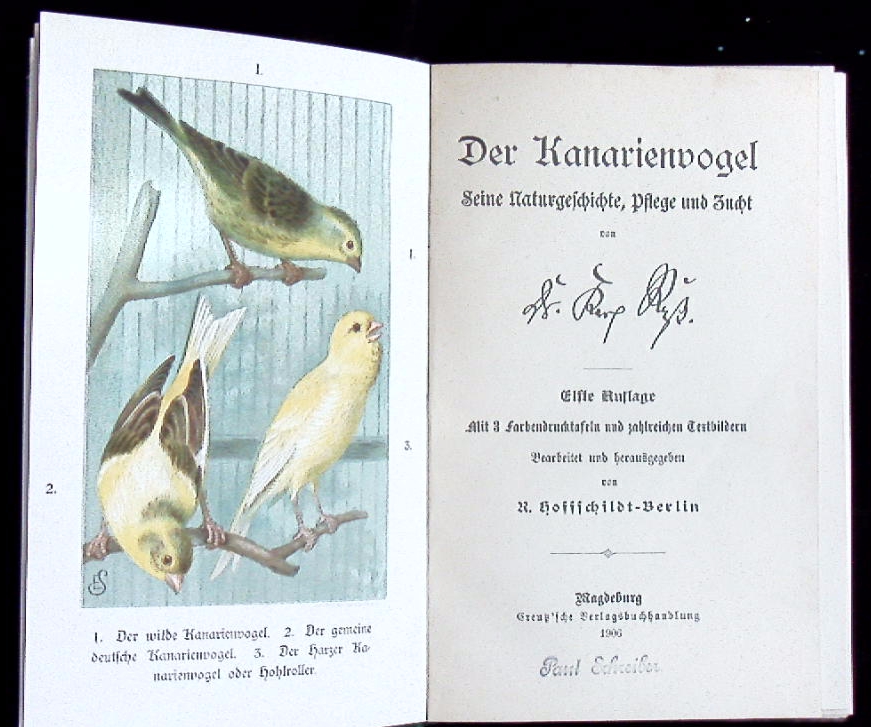 1.
1.
2.
3.
1. Der wilde Kanarienvogel. 2. Der gemeine
deutsche Kanarienvogel. 3. Der Harzer Ka-
narienvogel oder Hohlroller.
Der Kanarienvogel
Seine Naturgeschichte, Pflege und Zucht
von
Dr. Karl Ruß.
Elfte Auflage
Mit 3 Farbendrucktafeln und zahlreichen Textbildern
Bearbeitet und herausgegeben
von
R. Hoffschildt-Berlin
Magdeburg
Creutz'sche Verlagsbuchhandlung
1906
Paul Schreiber